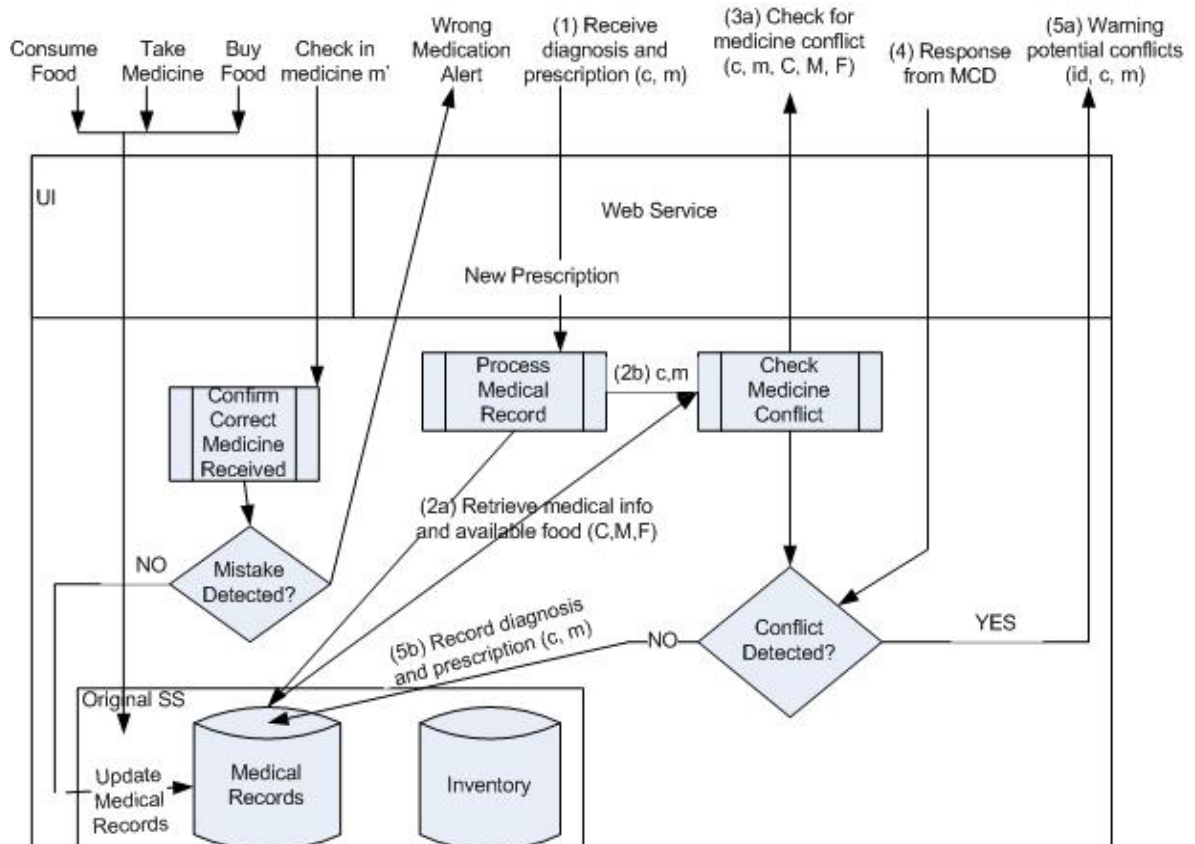 Consume
Food
Take
Medicine
Buy
Food
Check in
medicine m'
Wrong
Medication
Alert
(1) Receive
diagnosis and
prescription (c, m)
(3a) Check for
medicine conflict
(c, m, C, M, F)
(4) Response
from MCD
(5a) Warning
potential conflicts
(id, c, m)
UI
Web Service
New Prescription
Process
Medical
Record
(2b) c,m
Check
Medicine
Conflict
Confirm
Correct
Medicine
Received
(2a) Retrieve medical info
and available food (C,M,F)
NO
Mistake
Detected?
(5b) Record diagnosis
and prescription (c, m)
NO
Conflict
Detected?
YES
Original SS
Update
Medical
Records
Medical
Records
Inventory